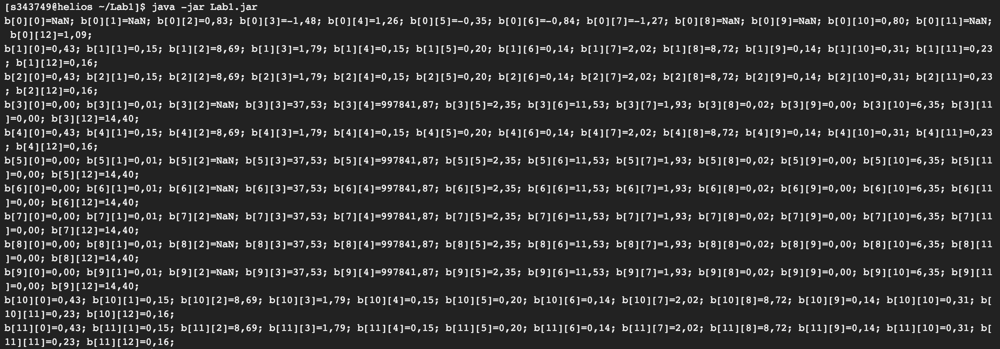 [s343749@helios ~/Lab1]$ java -jar Lab1.jar
b[0][0]=NaN; b[0][1]=NaN; b[0][2]=0,83; b[0][3]=-1,48; b[0][4]=1,26; b[0][5]=-0,35; b[0][6]=-0,84; b[0][7]=-1,27; b[0][8]=NaN; b[0][9]=NaN; b[0][10]=0,80; b[0][11]=NaN;
 b[0][12]=1,09;
b[1][0]=0,43; b[1][1]=0,15; b[1][2]=8,69; b[1][3]=1,79; b[1][4]=0,15; b[1][5]=0,20; b[1][6]=0,14; b[1][7]=2,02; b[1][8]=8,72; b[1][9]=0,14; b[1][10]=0,31; b[1][11]=0,23
; b[1][12]=0,16;
b[2][0]=0,43; b[2][1]=0,15; b[2][2]=8,69; b[2][3]=1,79; b[2][4]=0,15; b[2][5]=0,20; b[2][6]=0,14; b[2][7]=2,02; b[2][8]=8,72; b[2][9]=0,14; b[2][10]=0,31; b[2][11]=0,23
; b[2][12]=0,16;
b[3][0]=0,00; b[3][1]=0,01; b[3][2]=NaN; b[3][3]=37,53; b[3][4]=997841,87; b[3][5]=2,35; b[3][6]=11,53; b[3][7]=1,93; b[3][8]=0,02; b[3][9]=0,00; b[3][10]=6,35; b[3][11
]=0,00; b[3][12]=14,40;
b[4][0]=0,43; b[4][1]=0,15; b[4][2]=8,69; b[4][3]=1,79; b[4][4]=0,15; b[4][5]=0,20; b[4][6]=0,14; b[4][7]=2,02; b[4][8]=8,72; b[4][9]=0,14; b[4][10]=0,31; b[4][11]=0,23
; b[4][12]=0,16;
b[5][0]=0,00; b[5][1]=0,01; b[5][2]=NaN; b[5][3]=37,53; b[5][4]=997841,87; b[5][5]=2,35; b[5][6]=11,53; b[5][7]=1,93; b[5][8]=0,02; b[5][9]=0,00; b[5][10]=6,35; b[5][11
]=0,00; b[5][12]=14,40;
b[6][0]=0,00; b[6][1]=0,01; b[6][2]=NaN; b[6][3]=37,53; b[6][4]=997841,87; b[6][5]=2,35; b[6][6]=11,53; b[6][7]=1,93; b[6][8]=0,02; b[6][9]=0,00; b[6][10]=6,35; b[6][11
]=0,00; b[6][12]=14,40;
b[7][0]=0,00; b[7][1]=0,01; b[7][2]=NaN; b[7][3]=37,53; b[7][4]=997841,87; b[7][5]=2,35; b[7][6]=11,53; b[7][7]=1,93; b[7][8]=0,02; b[7][9]=0,00; b[7][10]=6,35; b[7][11
]=0,00; b[7][12]=14,40;
b[8][0]=0,00; b[8][1]=0,01; b[8][2]=NaN; b[8][3]=37,53; b[8][4]=997841,87; b[8][5]=2,35; b[8][6]=11,53; b[8][7]=1,93; b[8][8]=0,02; b[8][9]=0,00; b[8][10]=6,35; b[8][11
]=0,00; b[8][12]=14,40;
b[9][0]=0,00; b[9][1]=0,01; b[9][2]=NaN; b[9][3]=37,53; b[9][4]=997841,87; b[9][5]=2,35; b[9][6]=11,53; b[9][7]=1,93; b[9][8]=0,02; b[9][9]=0,00; b[9][10]=6,35; b[9][11
]=0,00; b[9][12]=14,40;
b[10][0]=0,43; b[10][1]=0,15; b[10][2]=8,69; b[10][3]=1,79; b[10][4]=0,15; b[10][5]=0,20; b[10][6]=0,14; b[10][7]=2,02; b[10][8]=8,72; b[10][9]=0,14; b[10][10]=0,31; b[
10][11]=0,23; b[10][12]=0,16;
b[11][0]=0,43; b[11][1]=0,15; b[11][2]=8,69; b[11][3]=1,79; b[11][4]=0,15; b[11][5]=0,20; b[11][6]=0,14; b[11][7]=2,02; b[11][8]=8,72; b[11][9]=0,14; b[11][10]=0,31; b[
11][11]=0,23; b[11][12]=0,16;